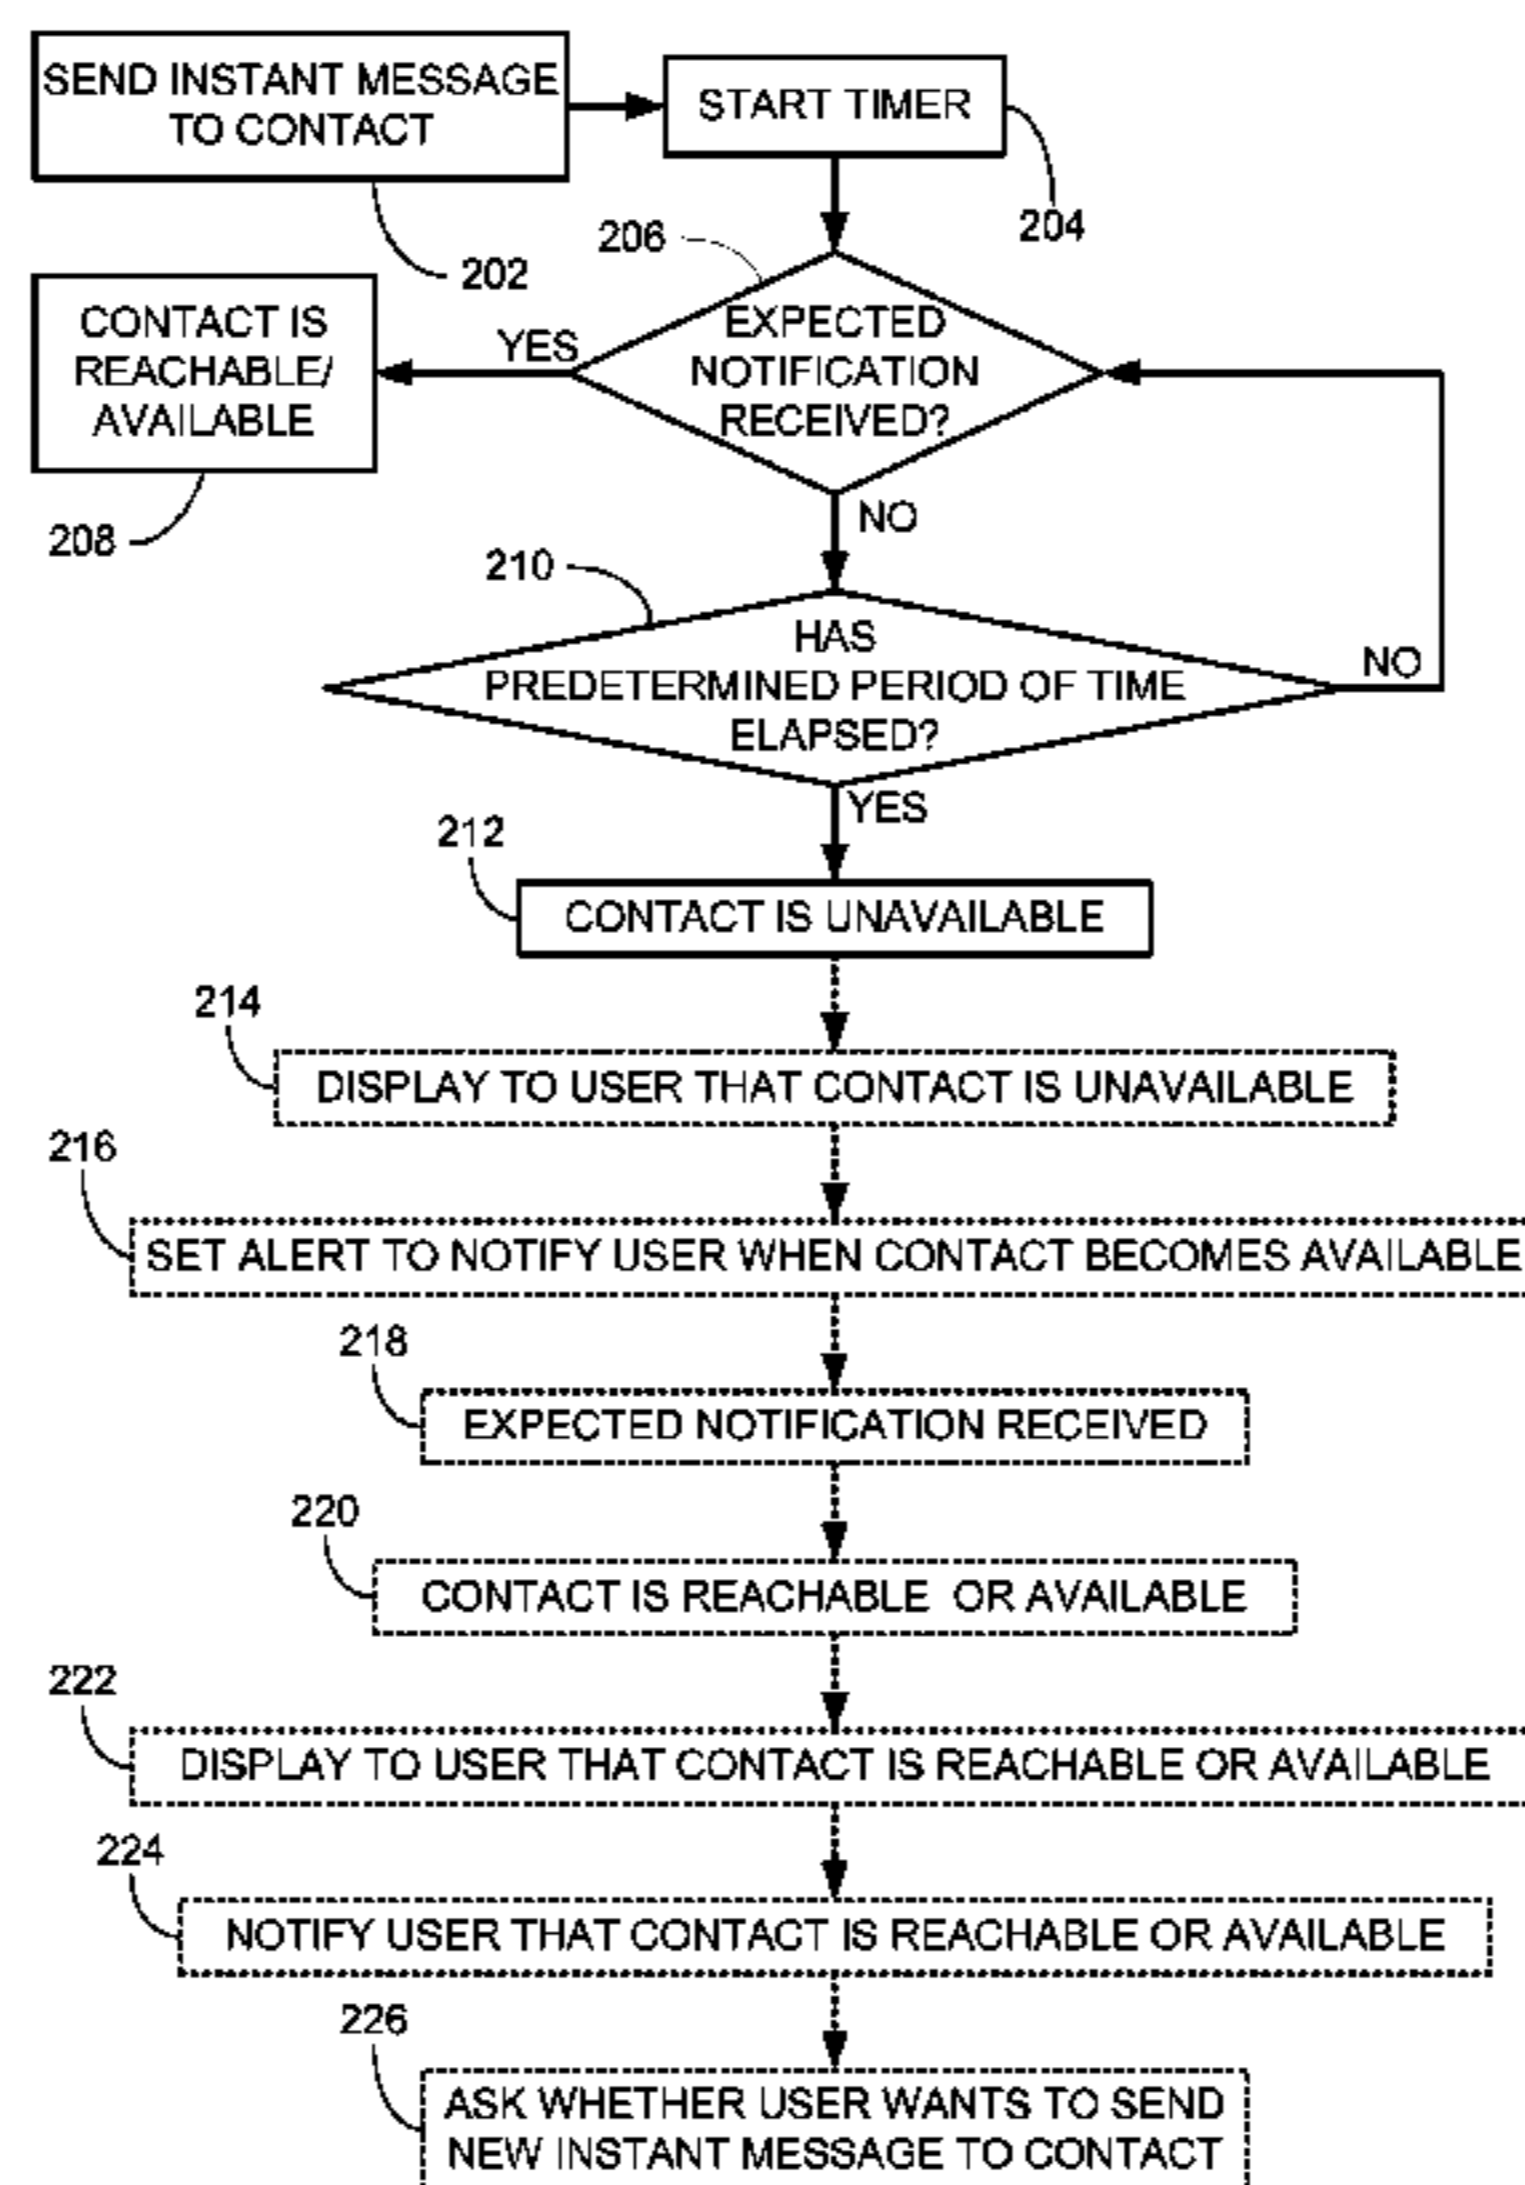 SEND INSTANT MESSAGE
TO CONTACT
START TIMER
204
202
206
EXPECTED
NOTIFICATION
RECEIVED?
YES
CONTACT IS
REACHABLE/
AVAILABLE
208
NO
210
HAS
PREDETERMINED PERIOD OF TIME
ELAPSED?
NO
YES
212
CONTACT IS UNAVAILABLE
214
DISPLAY TO USER THAT CONTACT IS UNAVAILABLE
216
SET ALERT TO NOTIFY USER WHEN CONTACT BECOMES AVAILABLE
218
EXPECTED NOTIFICATION RECEIVED
220
CONTACT IS REACHABLE OR AVAILABLE
222
DISPLAY TO USER THAT CONTACT IS REACHABLE OR AVAILABLE
224
NOTIFY USER THAT CONTACT IS REACHABLE OR AVAILABLE
226
ASK WHETHER USER WANTS TO SEND
NEW INSTANT MESSAGE TO CONTACT